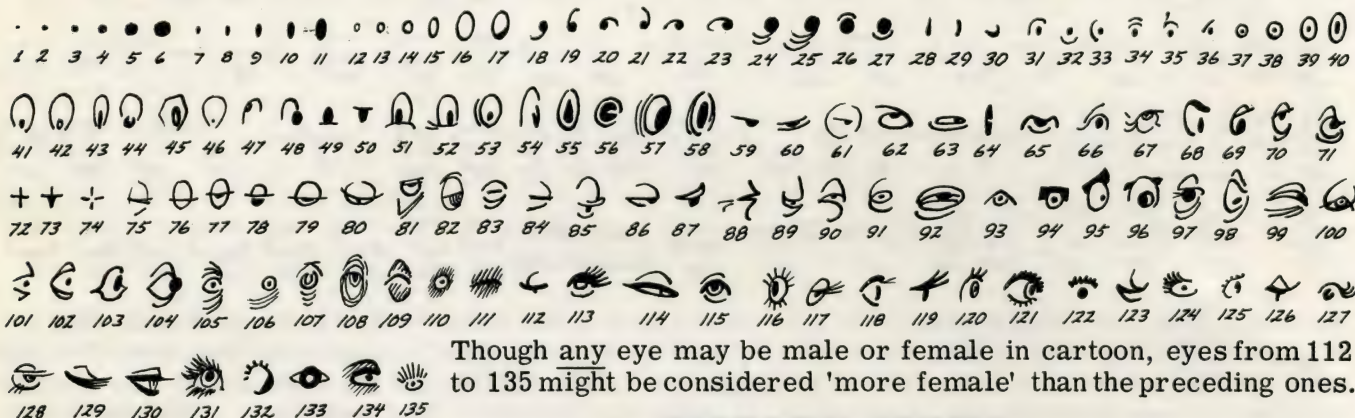 1 2 3 4 5 6 7 8 9 10 11 12 13 14 15 16 17 18 19 20 21 22 23 24 25 26 27 28 29 30 31 32 33 34 35 36 37 38 39 40
41 42 43 44 45 46 47 48 49 50 51 52 53 54 55 56 57 58 59 60 61 62 63 64 65 66 67 68 69 70 71
72 73 74 75 76 77 78 79 80 81 82 83 84 85 86 87 88 89 90 91 92 93 94 95 96 97 98 99 100
101 102 103 104 105 106 107 108 109 110 111 112 113 114 115 116 117 118 119 120 121 122 123 124 125 126 127
Though any eye may be male or female in cartoon, eyes from 112
to 135 might be considered 'more female' than the preceding ones.
128 129 130 131 132 133 134 135